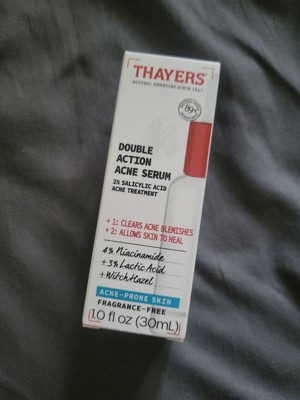 THAYERS
NATURAL REMEDIES SINCE 1847
89%
DOUBLE
ACTION
ACNE SERUM
2% SALICYLIC ACID
ACNE TREATMENT
+ 1: CLEARS ACNE BLEMISHES
+ 2: ALLOWS SKIN TO HEAL
4% Niacinamide
+3% Lactic Acid
+Witch Hazel
ACNE-PRONE SKIN
FRAGRANCE-FREE
1.0 fl oz (30mL)